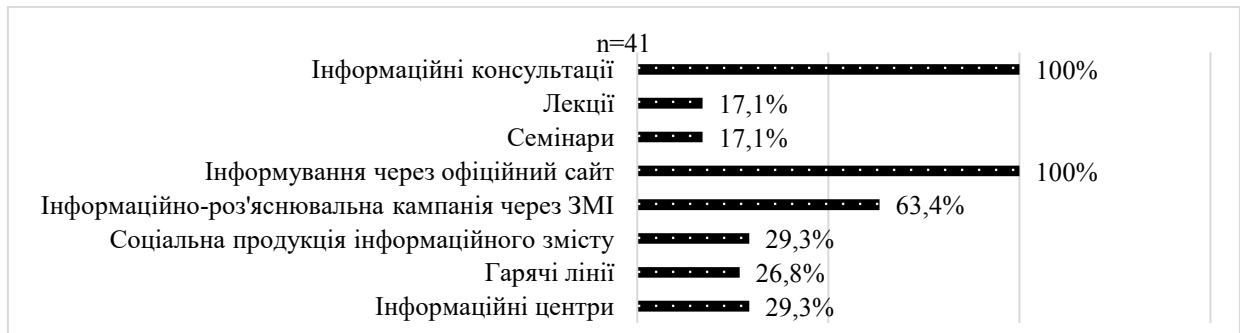 n=41
Інформаційні консультації 100%
Лекції 17,1%
Семінари 17,1%
Інформування через офіційний сайт 100%
Інформаційно-роз'яснювальна кампанія через ЗМІ 63,4%
Соціальна продукція інформаційного змісту 29,3%
Гарячі лінії 26,8%
Інформаційні центри 29,3%